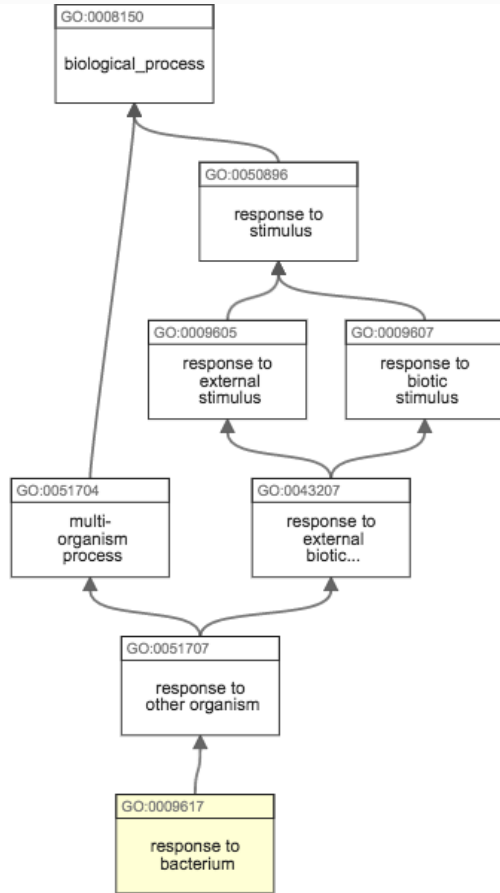 GO:0008150
biological_process
GO:0050896
response to
stimulus
GO:0009605
response to
external
stimulus
GO:0009607
response to
biotic
stimulus
GO:0051704
multi-
organism
process
GO:0043207
response to
external
biotic...
GO:0051707
response to
other organism
GO:0009617
response to
bacterium